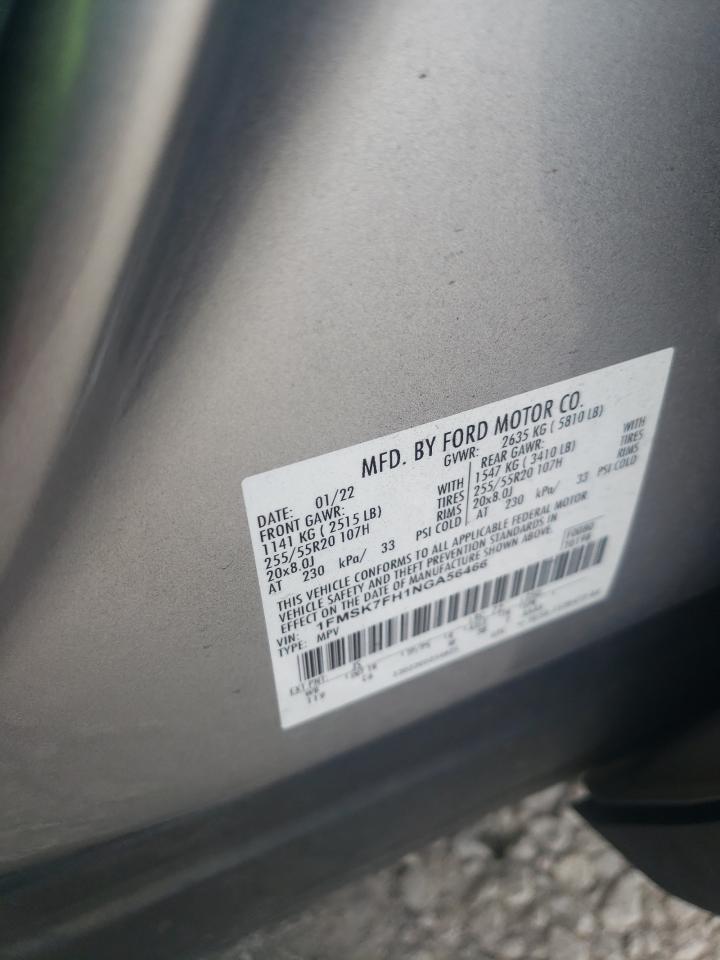 MFD. BY FORD MOTOR CO.
DATE: 01/22 GVWR: 2635 KG ( 5810 LB)
FRONT GAWR: REAR GAWR:
1141 KG ( 2515 LB) WITH 1547 KG ( 3410 LB) WITH
255/55R20 107H TIRES 255/55R20 107H TIRES
20x8.0J RIMS 20x8.0J RIMS
AT 230 kPa/ 33 PSI COLD AT 230 kPa/ 33 PSI COLD
THIS VEHICLE CONFORMS TO ALL APPLICABLE FEDERAL MOTOR
VEHICLE SAFETY AND THEFT PREVENTION STANDARDS IN
EFFECT ON THE DATE OF MANUFACTURE SHOWN ABOVE.
VIN: 1FMSK7FH1NGA56466 F0080
TYPE: MPV T0198
EXT PNT: